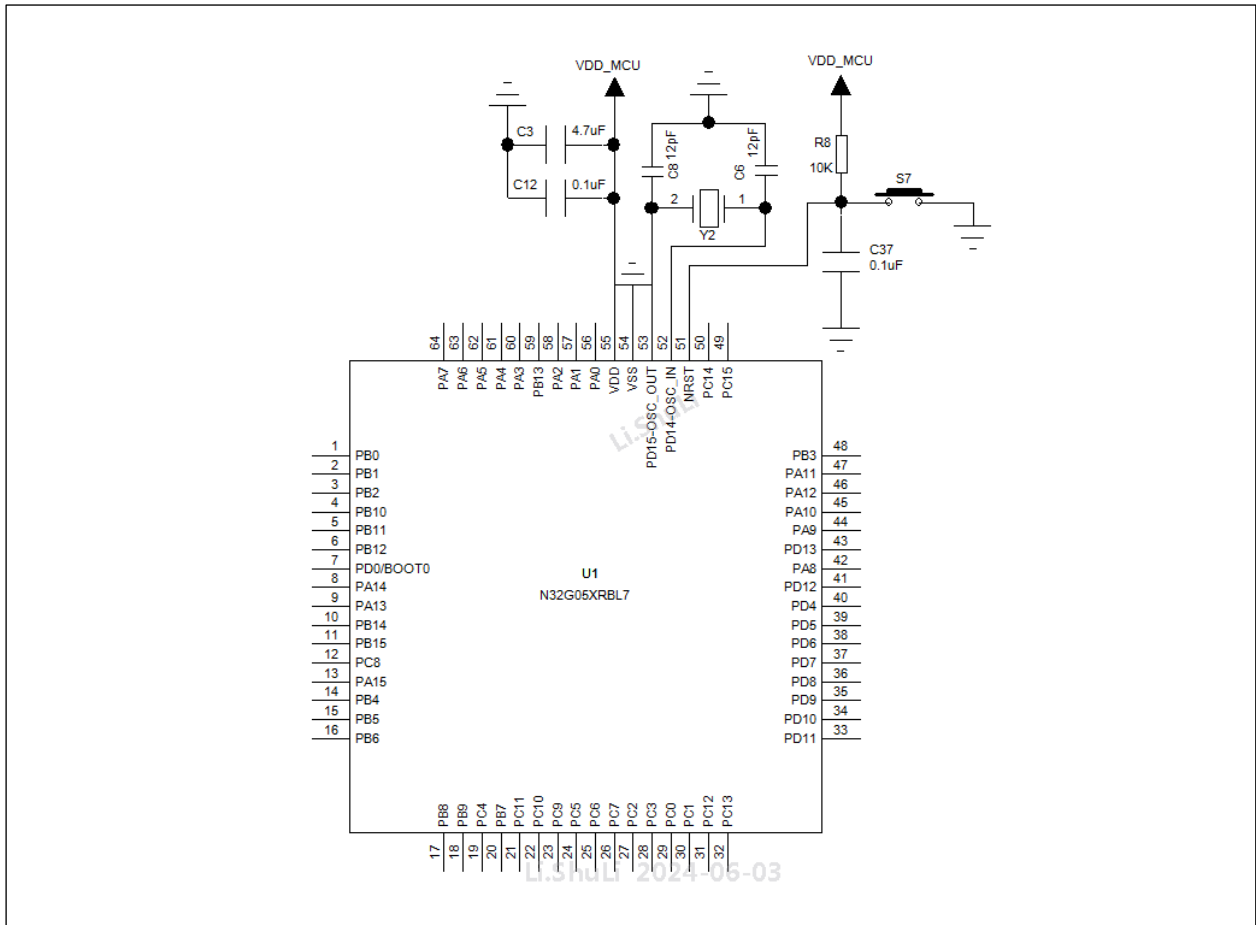 VDD_MCU
VDD_MCU
C3 4.7uF
C12 0.1uF
C8 12pF
C6 12pF
2 1
Y2
R8
10K
S7
C37
0.1uF
64 63 62 61 60 59 58 57 56 55 54 53 52 51 50 49
PA7 PA6 PA5 PA4 PA3 PB13 PA2 PA1 PA0 VDD VSS PD15-OSC_OUT PD14-OSC_IN NRST PC14 PC15
Li.ShuLi
1 PB0
2 PB1
3 PB2
4 PB10
5 PB11
6 PB12
7 PD0/BOOT0
8 PA14
9 PA13
10 PB14
11 PB15
12 PC8
13 PA15
14 PB4
15 PB5
16 PB6
U1
N32G05XRBL7
PB3 48
PA11 47
PA12 46
PA10 45
PA9 44
PD13 43
PA8 42
PD12 41
PD4 40
PD5 39
PD6 38
PD7 37
PD8 36
PD9 35
PD10 34
PD11 33
PB8 PB9 PC4 PB7 PC11 PC10 PC9 PC5 PC6 PC7 PC2 PC3 PC0 PC1 PC12 PC13
17 18 19 20 21 22 23 24 25 26 27 28 29 30 31 32
Li.ShuLi 2024-06-03